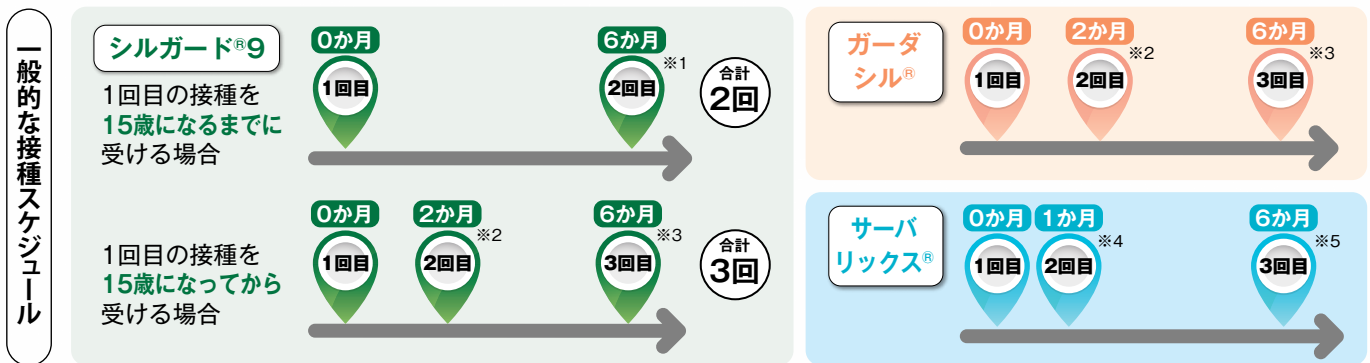 一般的な接種スケジュール
シルガード®9
1回目の接種を
15歳になるまでに
受ける場合
0か月
1回目
6か月
2回目
※1
合計
2回
1回目の接種を
15歳になってから
受ける場合
0か月
1回目
2か月
2回目
※2
6か月
3回目
※3
合計
3回
ガーダ
シル®
0か月
1回目
2か月
2回目
※2
6か月
3回目
※3
サーバ
リックス®
0か月
1回目
1か月
2回目
※4
6か月
3回目
※5